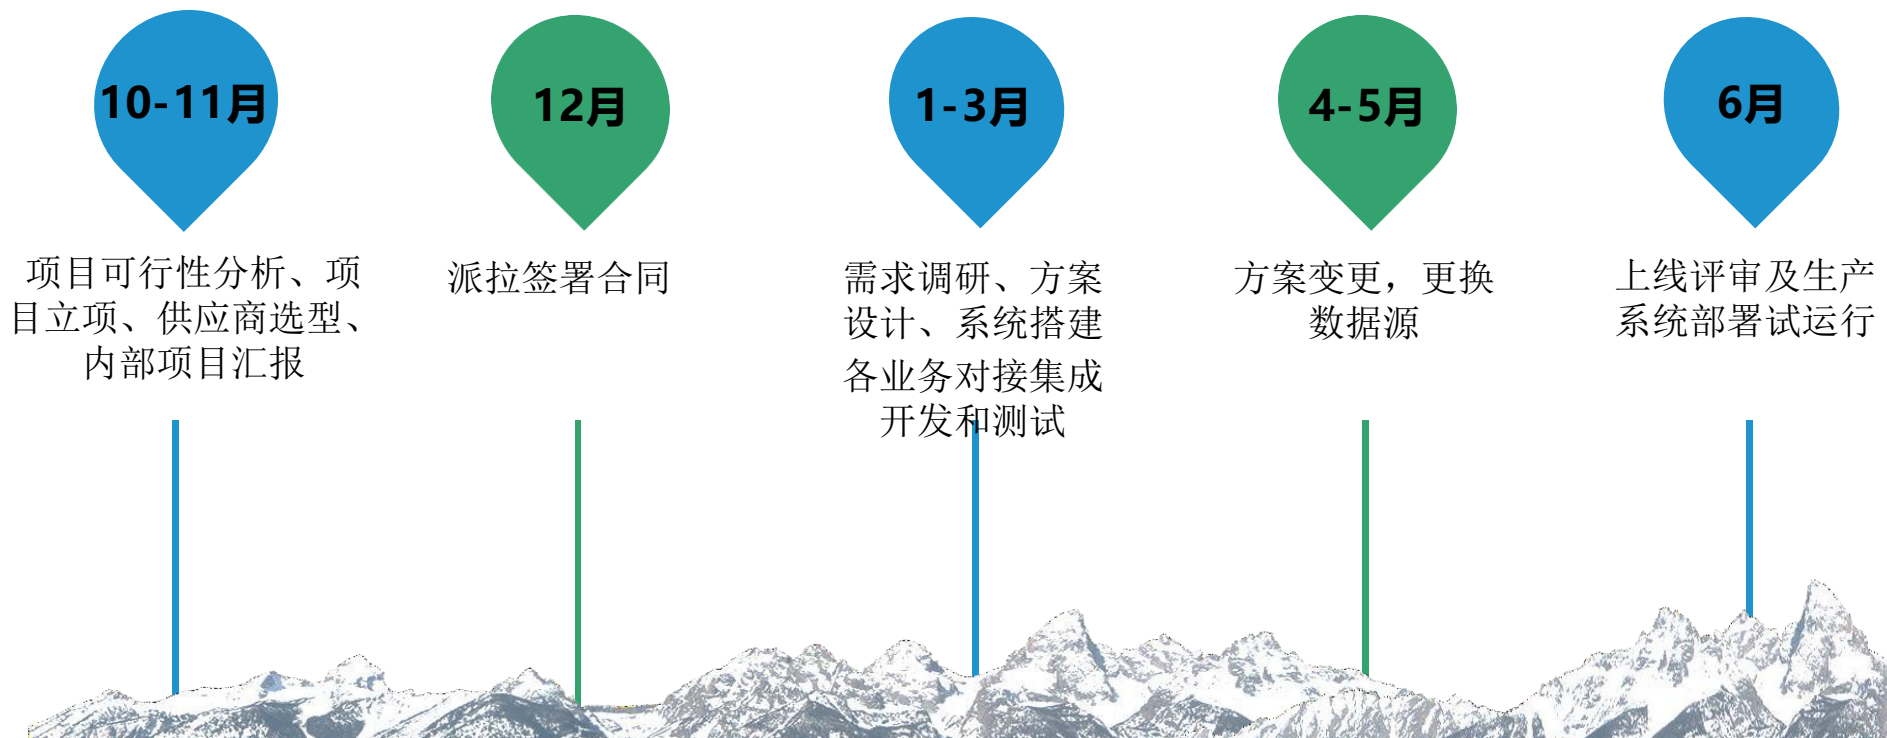 10-11月
项目可行性分析、项
目立项、供应商选型、
内部项目汇报
12月
派拉签署合同
1-3月
需求调研、方案
设计、系统搭建
各业务对接集成
开发和测试
4-5月
方案变更，更换
数据源
6月
上线评审及生产
系统部署试运行